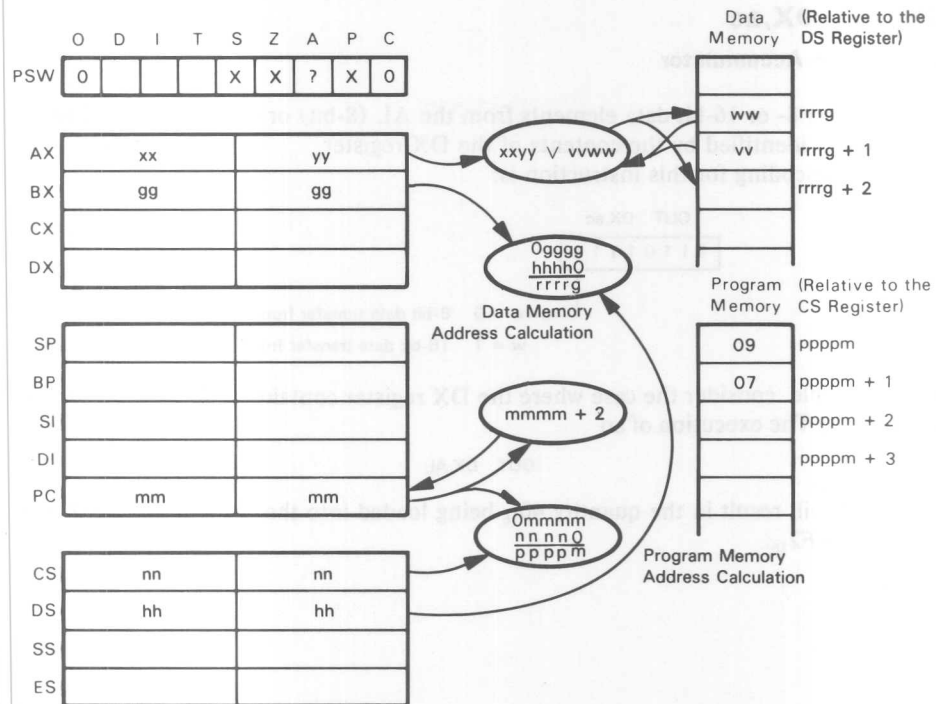 O D I T S Z A P C
PSW 0 X X ? X 0
AX xx yy
BX gg gg
CX
DX
SP
BP
SI
DI
PC mm mm
CS nn nn
DS hh hh
SS
ES
xxyy V vvww
0gggg
hhhh0
rrrrg
Data Memory
Address Calculation
mmmm + 2
0mmmm
nnnn0
ppppm
Program Memory
Address Calculation
Data (Relative to the
Memory DS Register)
ww rrrrg
vv rrrrg + 1
rrrrg + 2
Program (Relative to the
Memory CS Register)
09 ppppm
07 ppppm + 1
ppppm + 2
ppppm + 3